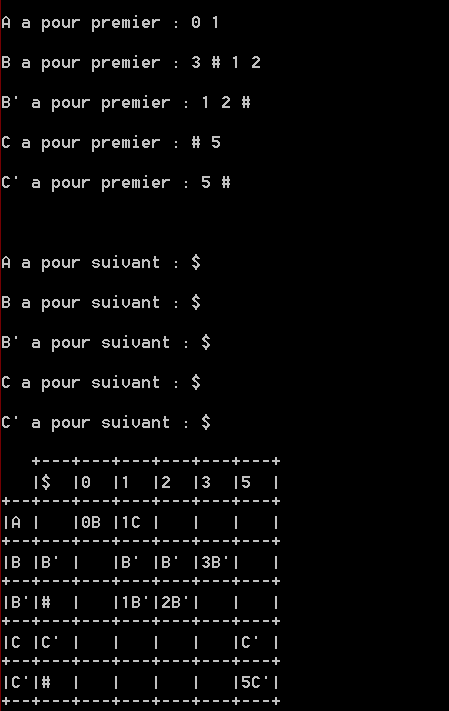 A a pour premier : 0 1
B a pour premier : 3 # 1 2
B' a pour premier : 1 2 #
C a pour premier : # 5
C' a pour premier : 5 #
A a pour suivant : $
B a pour suivant : $
B' a pour suivant : $
C a pour suivant : $
C' a pour suivant : $
   +---+---+---+---+---+---+
   |$  |0  |1  |2  |3  |5  |
+--+---+---+---+---+---+---+
|A |   |0B |1C |   |   |   |
+--+---+---+---+---+---+---+
|B |B' |   |B' |B' |3B'|   |
+--+---+---+---+---+---+---+
|B'|#  |   |1B'|2B'|   |   |
+--+---+---+---+---+---+---+
|C |C' |   |   |   |   |C' |
+--+---+---+---+---+---+---+
|C'|#  |   |   |   |   |5C'|
+--+---+---+---+---+---+---+